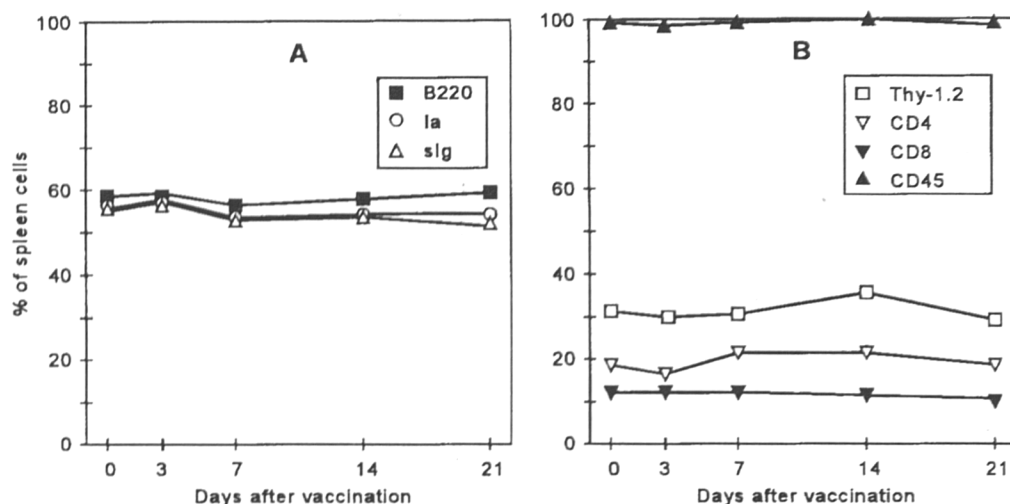 A
B220
Ia
sIg
100
80
60
40
20
0
% of spleen cells
0 3 7 14 21
Days after vaccination
B
Thy-1.2
CD4
CD8
CD45
100
80
60
40
20
0
0 3 7 14 21
Days after vaccination